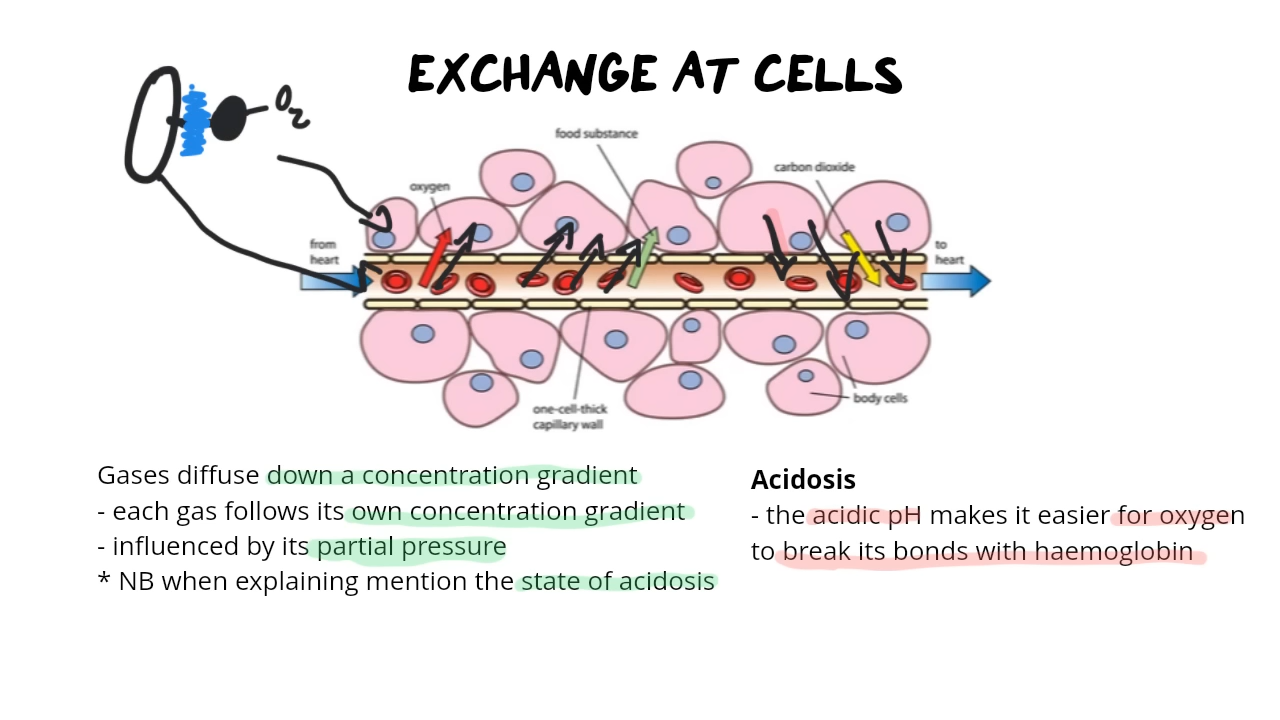 EXCHANGE AT CELLS
O2
food substance
carbon dioxide
oxygen
from
heart
to
heart
one-cell-thick
capillary wall
body cells
Gases diffuse down a concentration gradient
- each gas follows its own concentration gradient
- influenced by its partial pressure
* NB when explaining mention the state of acidosis
Acidosis
- the acidic pH makes it easier for oxygen
to break its bonds with haemoglobin